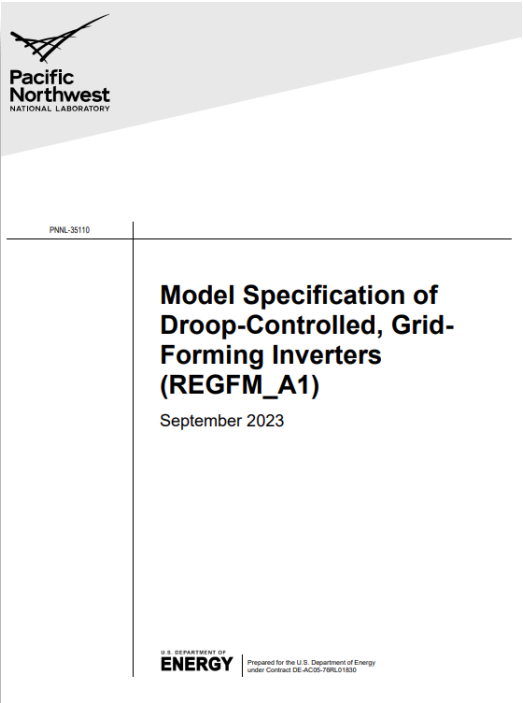 Pacific
Northwest
NATIONAL LABORATORY
PNNL-35110
Model Specification of
Droop-Controlled, Grid-
Forming Inverters
(REGFM_A1)
September 2023
U.S. DEPARTMENT OF
ENERGY
Prepared for the U.S. Department of Energy
under Contract DE-AC05-76RL01830